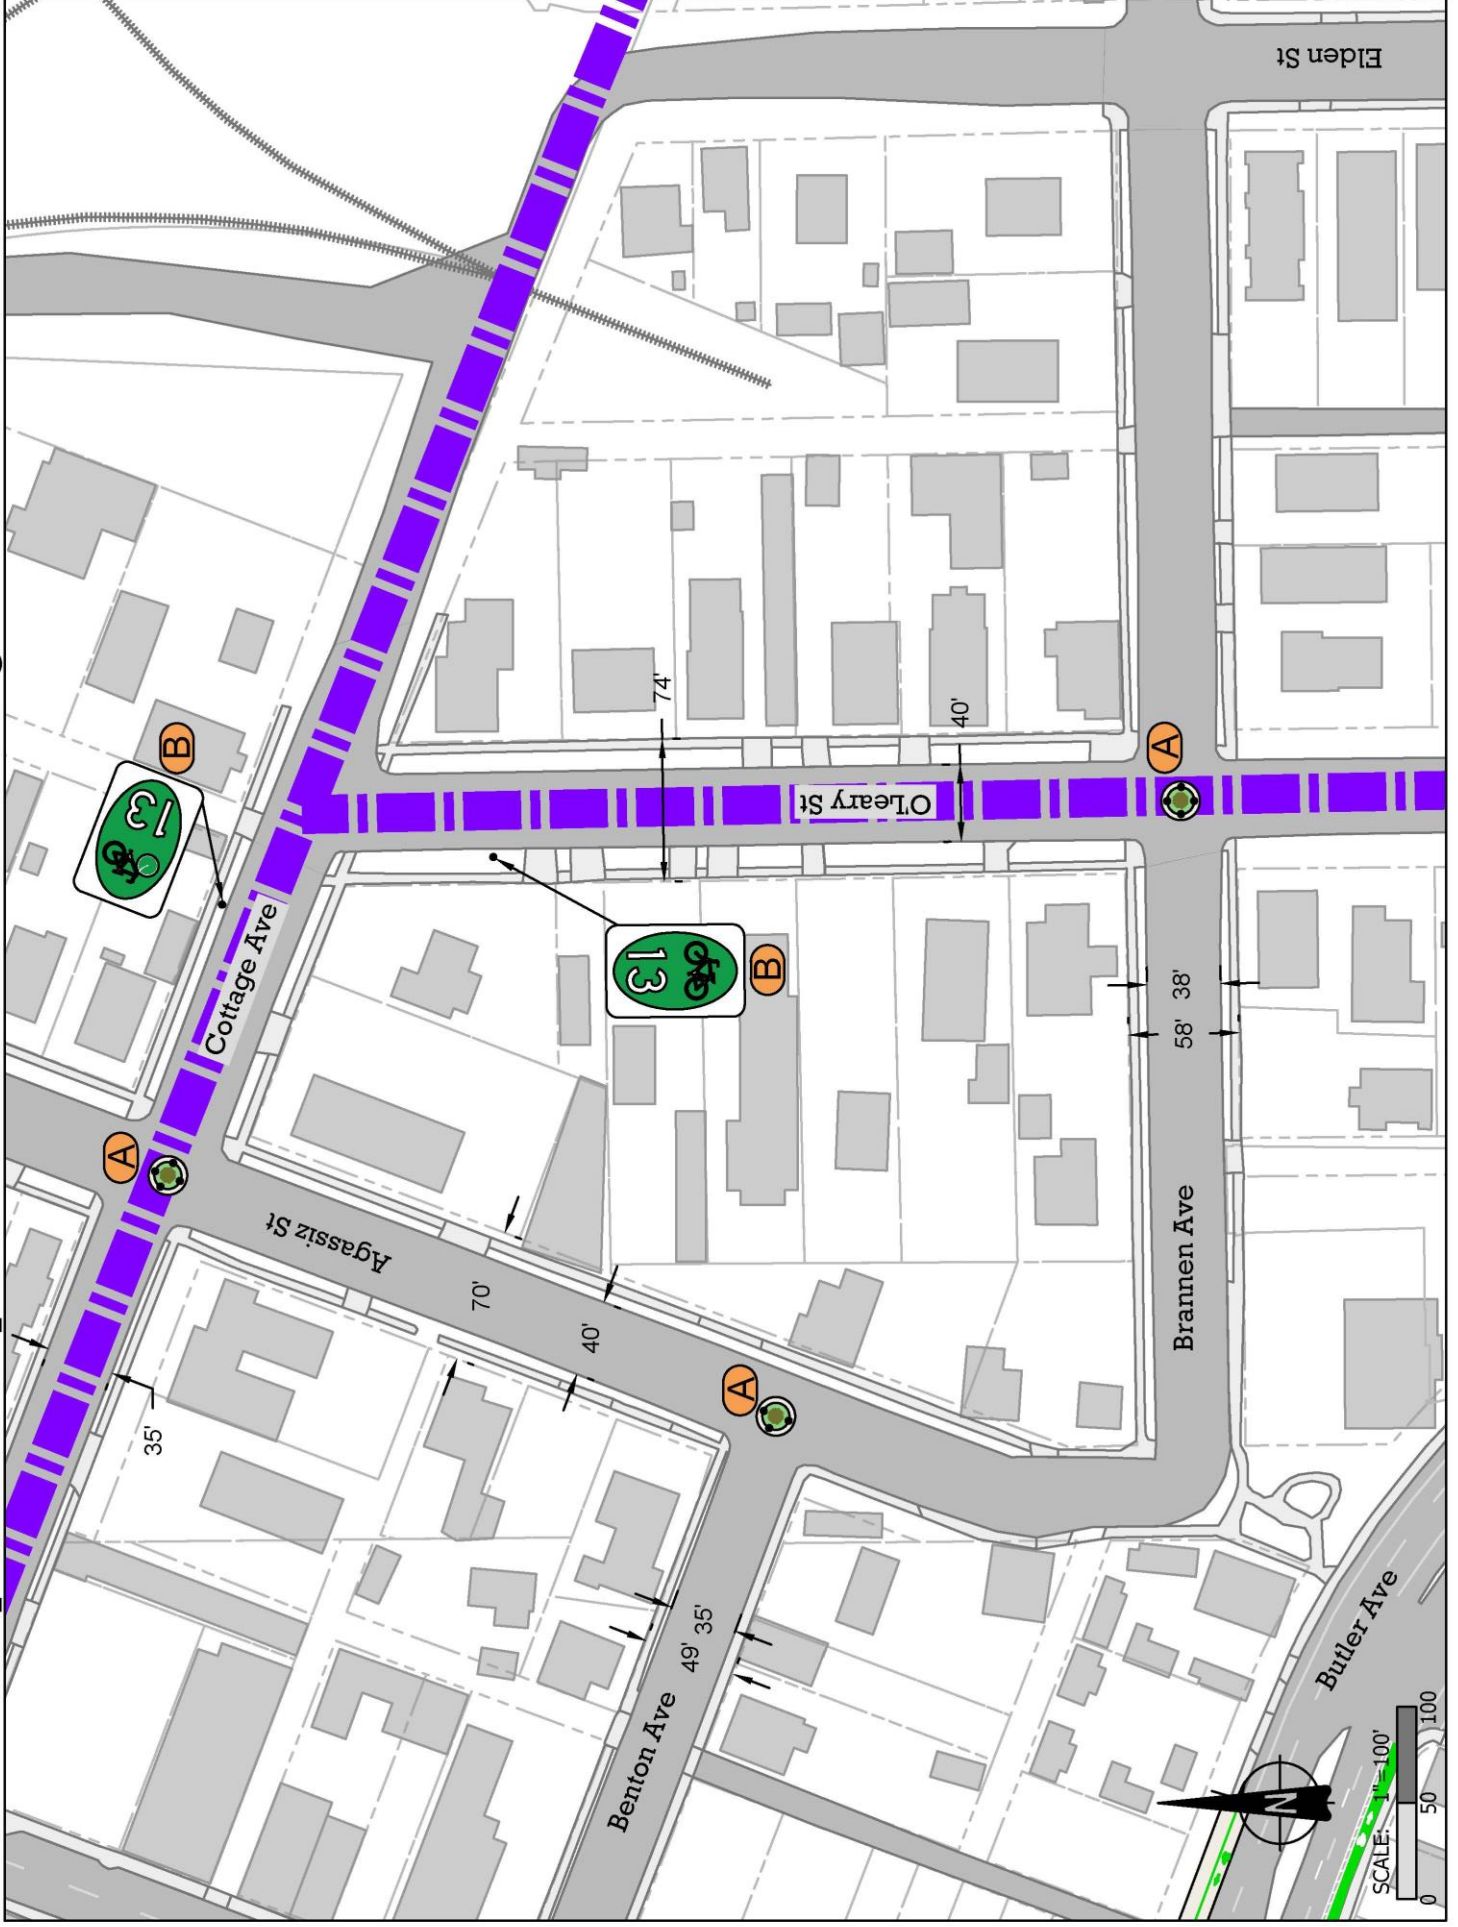 Elden St
13
B
74'
40'
A
O'Leary St
Cottage Ave
13
B
38'
58'
A
Agassiz St
70'
40'
35'
A
Brannen Ave
35'
49'
Benton Ave
Butler Ave
N
SCALE: 1"=100'
0 50 100